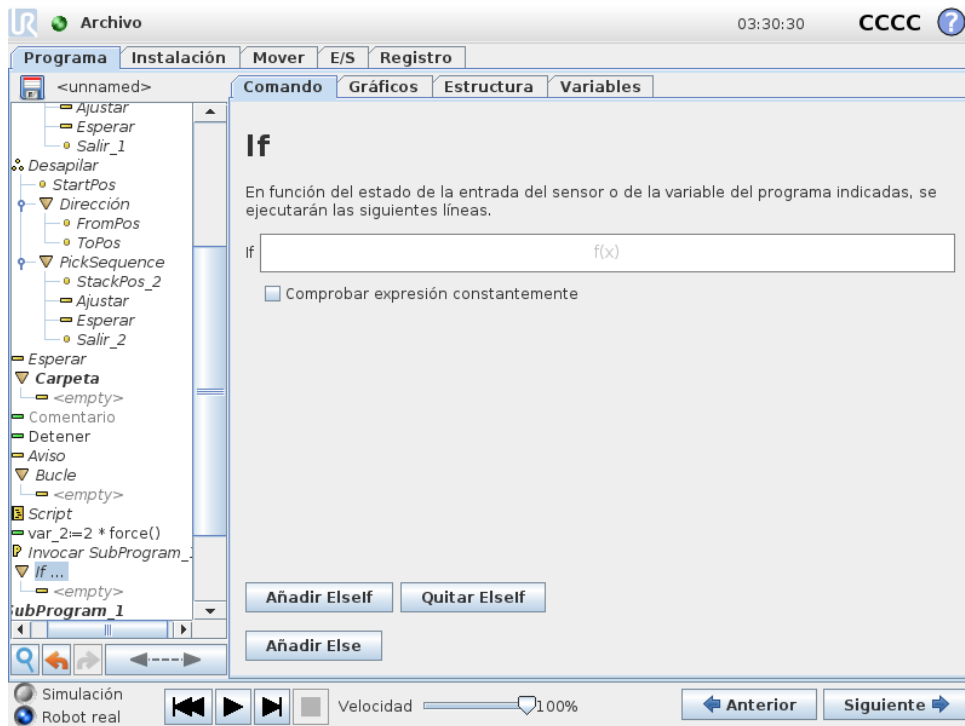 UR Archivo 03:30:30 CCCC ?
Programa Instalación Mover E/S Registro
<unnamed>
Comando Gráficos Estructura Variables
Ajustar
Esperar
Salir_1
Desapilar
StartPos
Dirección
FromPos
ToPos
PickSequence
StackPos_2
Ajustar
Esperar
Salir_2
Esperar
Carpeta
<empty>
Comentario
Detener
Aviso
Bucle
<empty>
Script
var_2:=2 * force()
P Invocar SubProgram_1
If ...
<empty>
SubProgram_1
If
En función del estado de la entrada del sensor o de la variable del programa indicadas, se
ejecutarán las siguientes líneas.
If f(x)
Comprobar expresión constantemente
Añadir ElseIf Quitar ElseIf
Añadir Else
Simulación
Robot real
Velocidad 100%
Anterior Siguiente